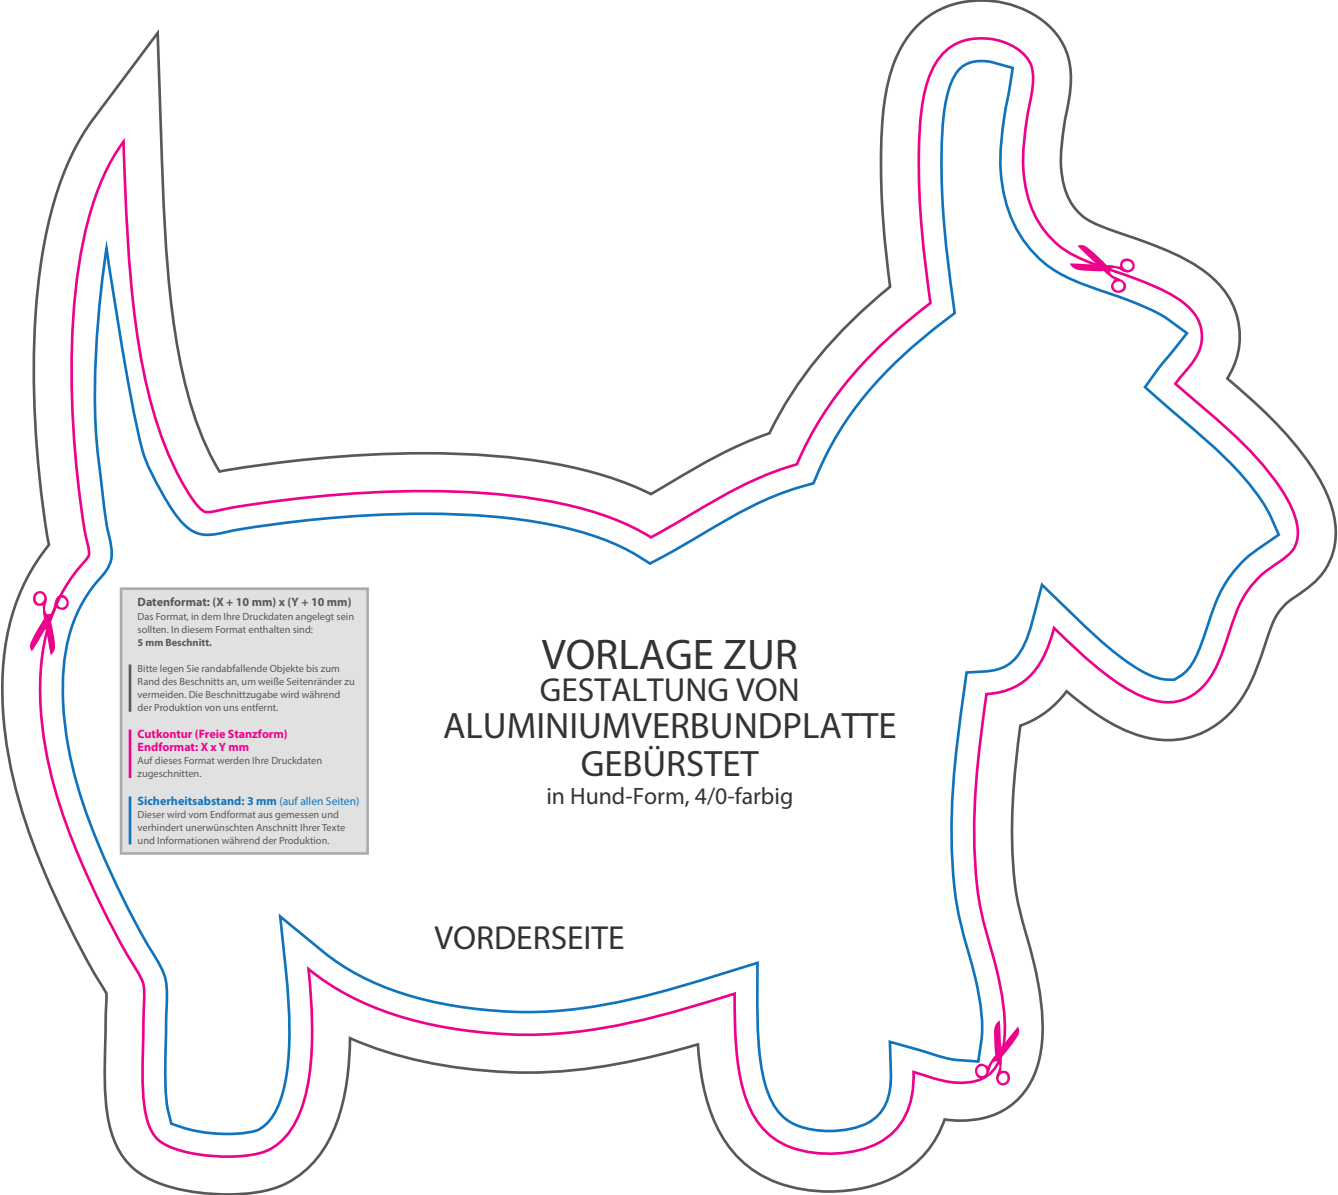 Datenformat: (X + 10 mm) x (Y + 10 mm)
Das Format, in dem Ihre Druckdaten angelegt sein
sollten. In diesem Format enthalten sind:
5 mm Beschnitt.
Bitte legen Sie randabfallende Objekte bis zum
Rand des Beschnitts an, um weiße Seitenränder zu
vermeiden. Die Beschnittzugabe wird während
der Produktion von uns entfernt.
Cutkontur (Freie Stanzform)
Endformat: X x Y mm
Auf dieses Format werden Ihre Druckdaten
zugeschnitten.
Sicherheitsabstand: 3 mm (auf allen Seiten)
Dieser wird vom Endformat aus gemessen und
verhindert unerwünschten Anschnitt Ihrer Texte
und Informationen während der Produktion.
VORLAGE ZUR
GESTALTUNG VON
ALUMINIUMVERBUNDPLATTE
GEBÜRSTET
in Hund-Form, 4/0-farbig
VORDERSEITE